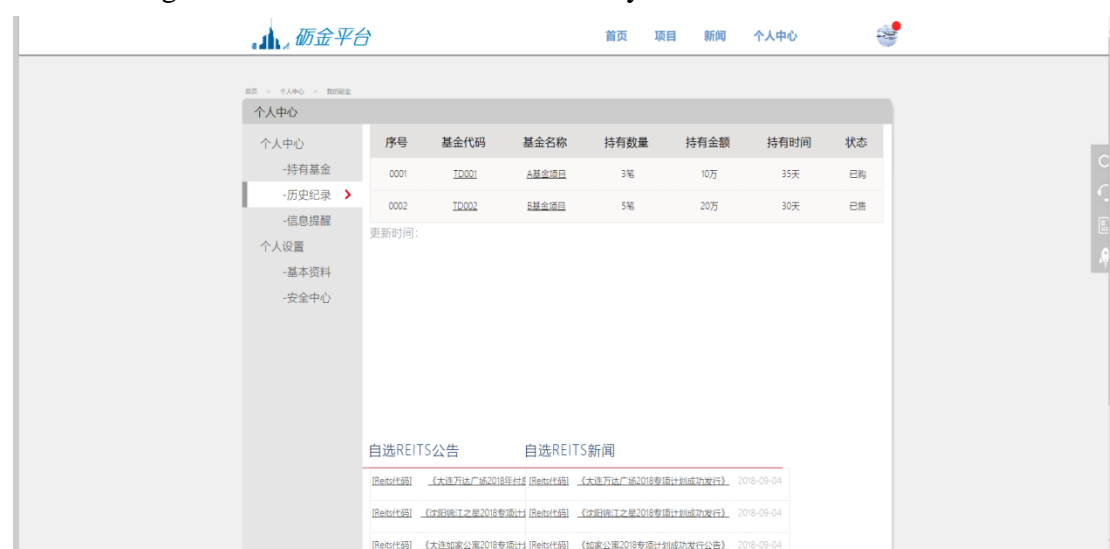 砺金平台
首页 项目 新闻 个人中心
首页 > 个人中心 > 我的砺金
个人中心
个人中心
-持有基金
-历史纪录
-信息提醒
个人设置
-基本资料
-安全中心
序号 基金代码 基金名称 持有数量 持有金额 持有时间 状态
0001 TD001 A基金项目 3笔 10万 35天 已购
0002 TD002 B基金项目 5笔 20万 30天 已售
更新时间:
自选REITS公告 自选REITS新闻
[Reits代码] 《大连万达广场2018年付 [Reits代码] 《大连万达广场2018专项计划成功发行》 2018-09-04
[Reits代码] 《沈阳锦江之星2018专项计 [Reits代码] 《沈阳锦江之星2018专项计划成功发行》 2018-09-04
[Reits代码] 《大连如家公寓2018专项计 [Reits代码] 《如家公寓2018专项计划成功发行公告》 2018-09-04